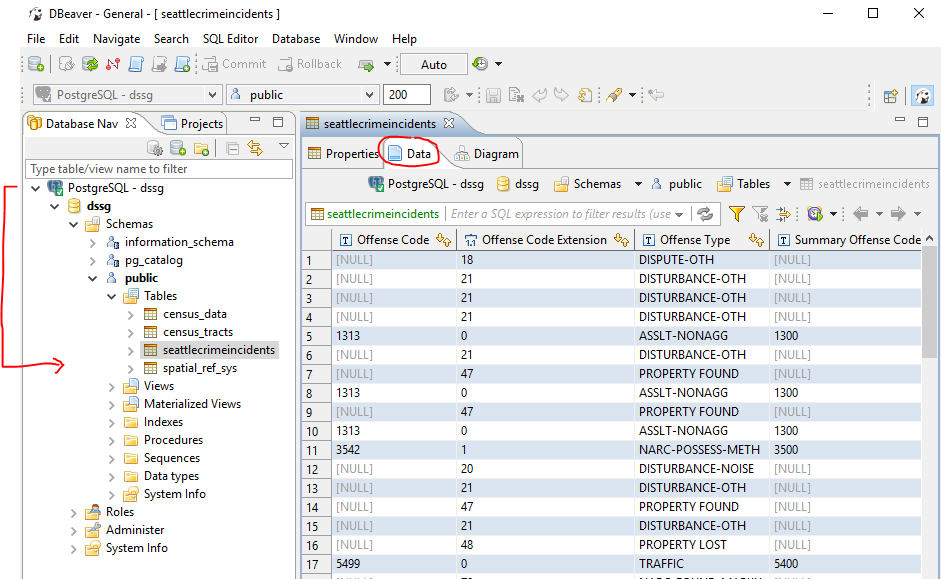 DBeaver - General - [ seattlecrimeincidents ]
File Edit Navigate Search SQL Editor Database Window Help
Commit Rollback Auto
PostgreSQL - dssg public 200
Database Nav Projects
Type table/view name to filter
PostgreSQL - dssg
dssg
Schemas
information_schema
pg_catalog
public
Tables
census_data
census_tracts
seattlecrimeincidents
spatial_ref_sys
Views
Materialized Views
Indexes
Procedures
Sequences
Data types
System Info
Roles
Administer
System Info
seattlecrimeincidents
Properties Data Diagram
PostgreSQL - dssg dssg Schemas public Tables seattlecrimeincidents
seattlecrimeincidents Enter a SQL expression to filter results (use
Offense Code Offense Code Extension Offense Type Summary Offense Code
1 [NULL] 18 DISPUTE-OTH [NULL]
2 [NULL] 21 DISTURBANCE-OTH [NULL]
3 [NULL] 21 DISTURBANCE-OTH [NULL]
4 [NULL] 21 DISTURBANCE-OTH [NULL]
5 1313 0 ASSLT-NONAGG 1300
6 [NULL] 21 DISTURBANCE-OTH [NULL]
7 [NULL] 47 PROPERTY FOUND [NULL]
8 1313 0 ASSLT-NONAGG 1300
9 [NULL] 47 PROPERTY FOUND [NULL]
10 1313 0 ASSLT-NONAGG 1300
11 3542 1 NARC-POSSESS-METH 3500
12 [NULL] 20 DISTURBANCE-NOISE [NULL]
13 [NULL] 21 DISTURBANCE-OTH [NULL]
14 [NULL] 47 PROPERTY FOUND [NULL]
15 [NULL] 21 DISTURBANCE-OTH [NULL]
16 [NULL] 48 PROPERTY LOST [NULL]
17 5499 0 TRAFFIC 5400